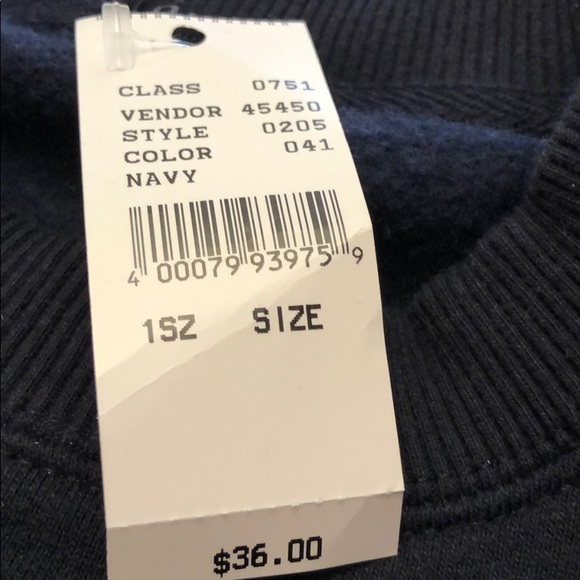 CLASS 0751
VENDOR 45450
STYLE 0205
COLOR 041
NAVY
4 00079 93975 9
1SZ SIZE
$36.00